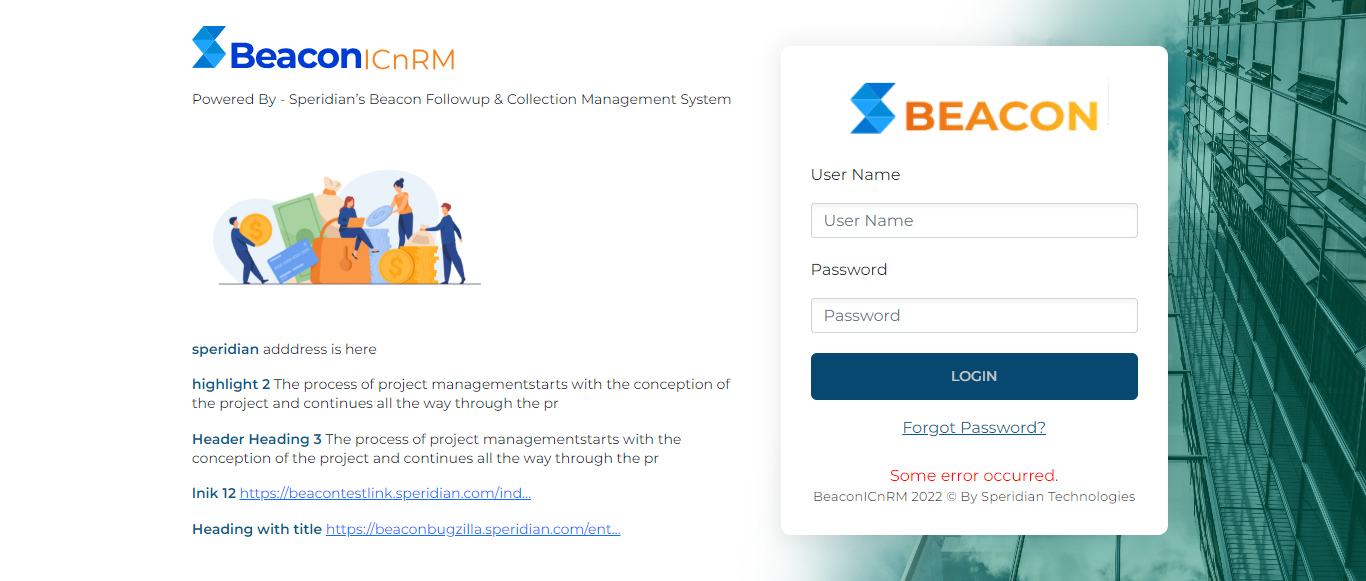 BeaconICnRM
Powered By - Speridian’s Beacon Followup & Collection Management System
speridian adddress is here
highlight 2 The process of project managementstarts with the conception of
the project and continues all the way through the pr
Header Heading 3 The process of project managementstarts with the
conception of the project and continues all the way through the pr
lnik 12 https://beacontestlink.speridian.com/ind...
Heading with title https://beaconbugzilla.speridian.com/ent...
BEACON
User Name
User Name
Password
Password
LOGIN
Forgot Password?
Some error occurred.
BeaconICnRM 2022 © By Speridian Technologies